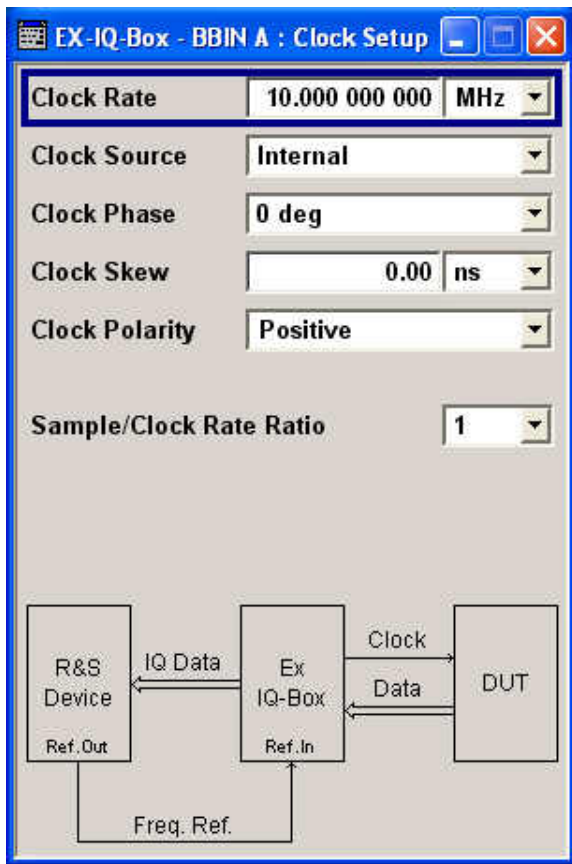 EX-IQ-Box - BBIN A : Clock Setup
Clock Rate 10.000 000 000 MHz
Clock Source Internal
Clock Phase 0 deg
Clock Skew 0.00 ns
Clock Polarity Positive
Sample/Clock Rate Ratio 1
R&S Device
Ref.Out
IQ Data
Ex IQ-Box
Ref.In
Clock
Data
DUT
Freq. Ref.